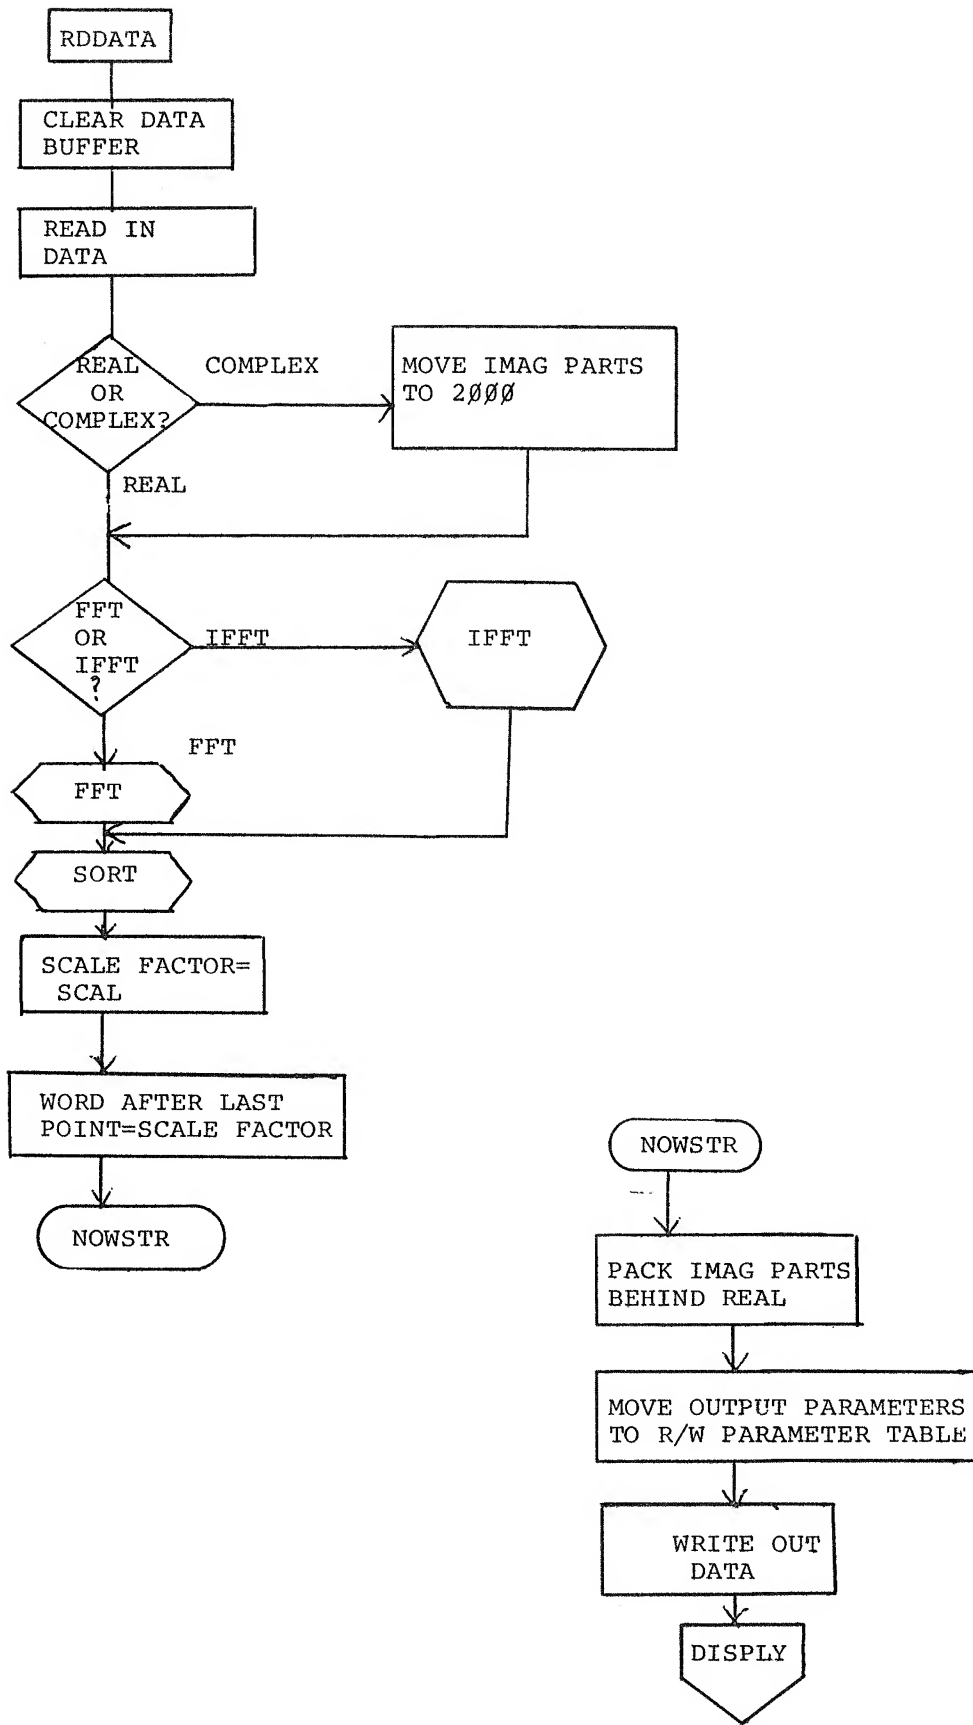 RDDATA
CLEAR DATA
BUFFER
READ IN
DATA
REAL
OR
COMPLEX?
COMPLEX
MOVE IMAG PARTS
TO 2ØØØ
REAL
FFT
OR
IFFT
?
IFFT
IFFT
FFT
FFT
SORT
SCALE FACTOR=
SCAL
WORD AFTER LAST
POINT=SCALE FACTOR
NOWSTR
NOWSTR
PACK IMAG PARTS
BEHIND REAL
MOVE OUTPUT PARAMETERS
TO R/W PARAMETER TABLE
WRITE OUT
DATA
DISPLY